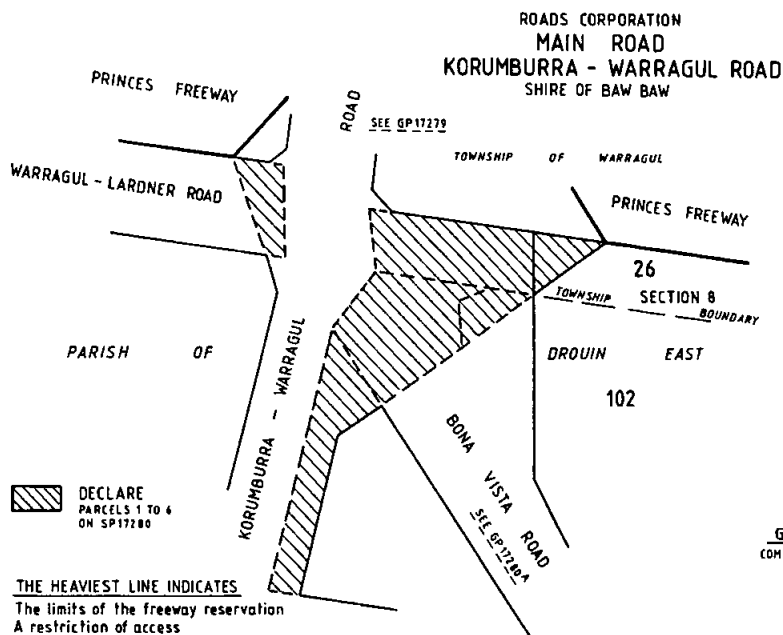 ROADS CORPORATION
MAIN ROAD
KORUMBURRA - WARRAGUL ROAD
SHIRE OF BAW BAW
PRINCES FREEWAY
ROAD
SEE GP17279
TOWNSHIP OF WARRAGUL
WARRAGUL - LARDNER ROAD
PRINCES FREEWAY
26
TOWNSHIP
SECTION 8
BOUNDARY
PARISH OF
DROUIN EAST
102
KORUMBURRA - WARRAGUL
BONA VISTA ROAD
SEE GP17280A
DECLARE
PARCELS 1 TO 6
ON SP17280
G
COM
THE HEAVIEST LINE INDICATES
The limits of the freeway reservation
A restriction of access